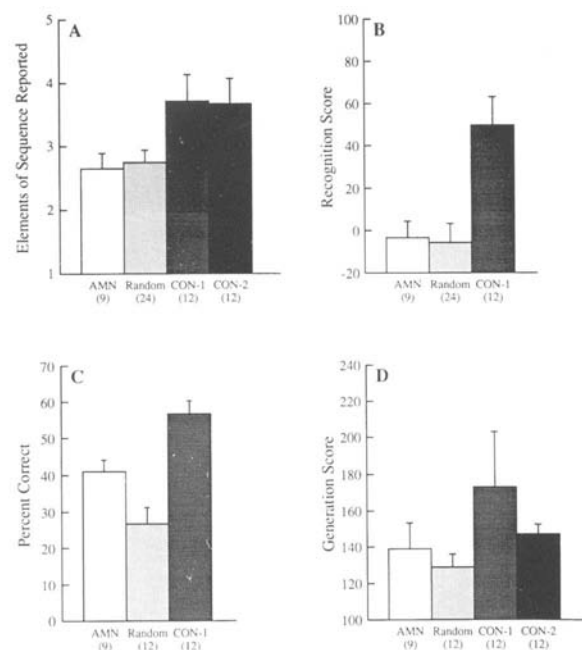 A
Elements of Sequence Reported
5
4
3
2
1
AMN Random CON-1 CON-2
(9) (24) (12) (12)
B
Recognition Score
100
80
60
40
20
0
-20
AMN Random CON-1
(9) (24) (12)
C
Percent Correct
70
60
50
40
30
20
10
0
AMN Random CON-1
(9) (12) (12)
D
Generation Score
240
220
200
180
160
140
120
100
AMN Random CON-1 CON-2
(9) (12) (12) (12)